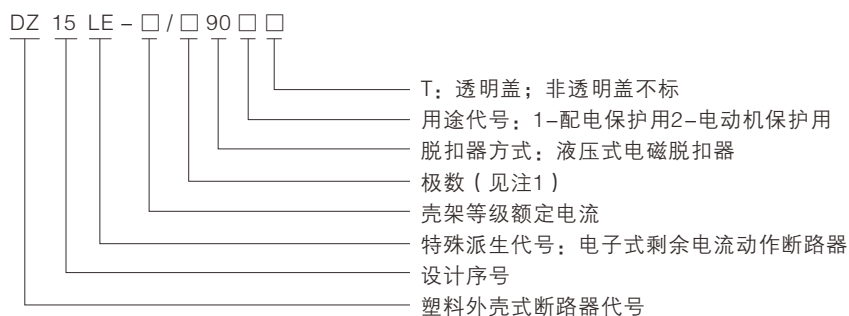 DZ 15 LE - □ / □ 90 □ □
T：透明盖；非透明盖不标
用途代号：1-配电保护用2-电动机保护用
脱扣器方式：液压式电磁脱扣器
极数（见注1）
壳架等级额定电流
特殊派生代号：电子式剩余电流动作断路器
设计序号
塑料外壳式断路器代号